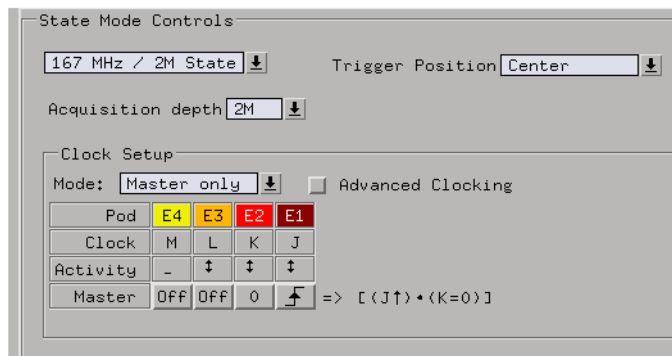 State Mode Controls
167 MHz / 2M State Trigger Position Center
Acquisition depth 2M
Clock Setup
Mode: Master only Advanced Clocking
Pod E4 E3 E2 E1
Clock M L K J
Activity - ↕ ↕ ↕
Master Off Off 0 => [(J↑)•(K=0)]